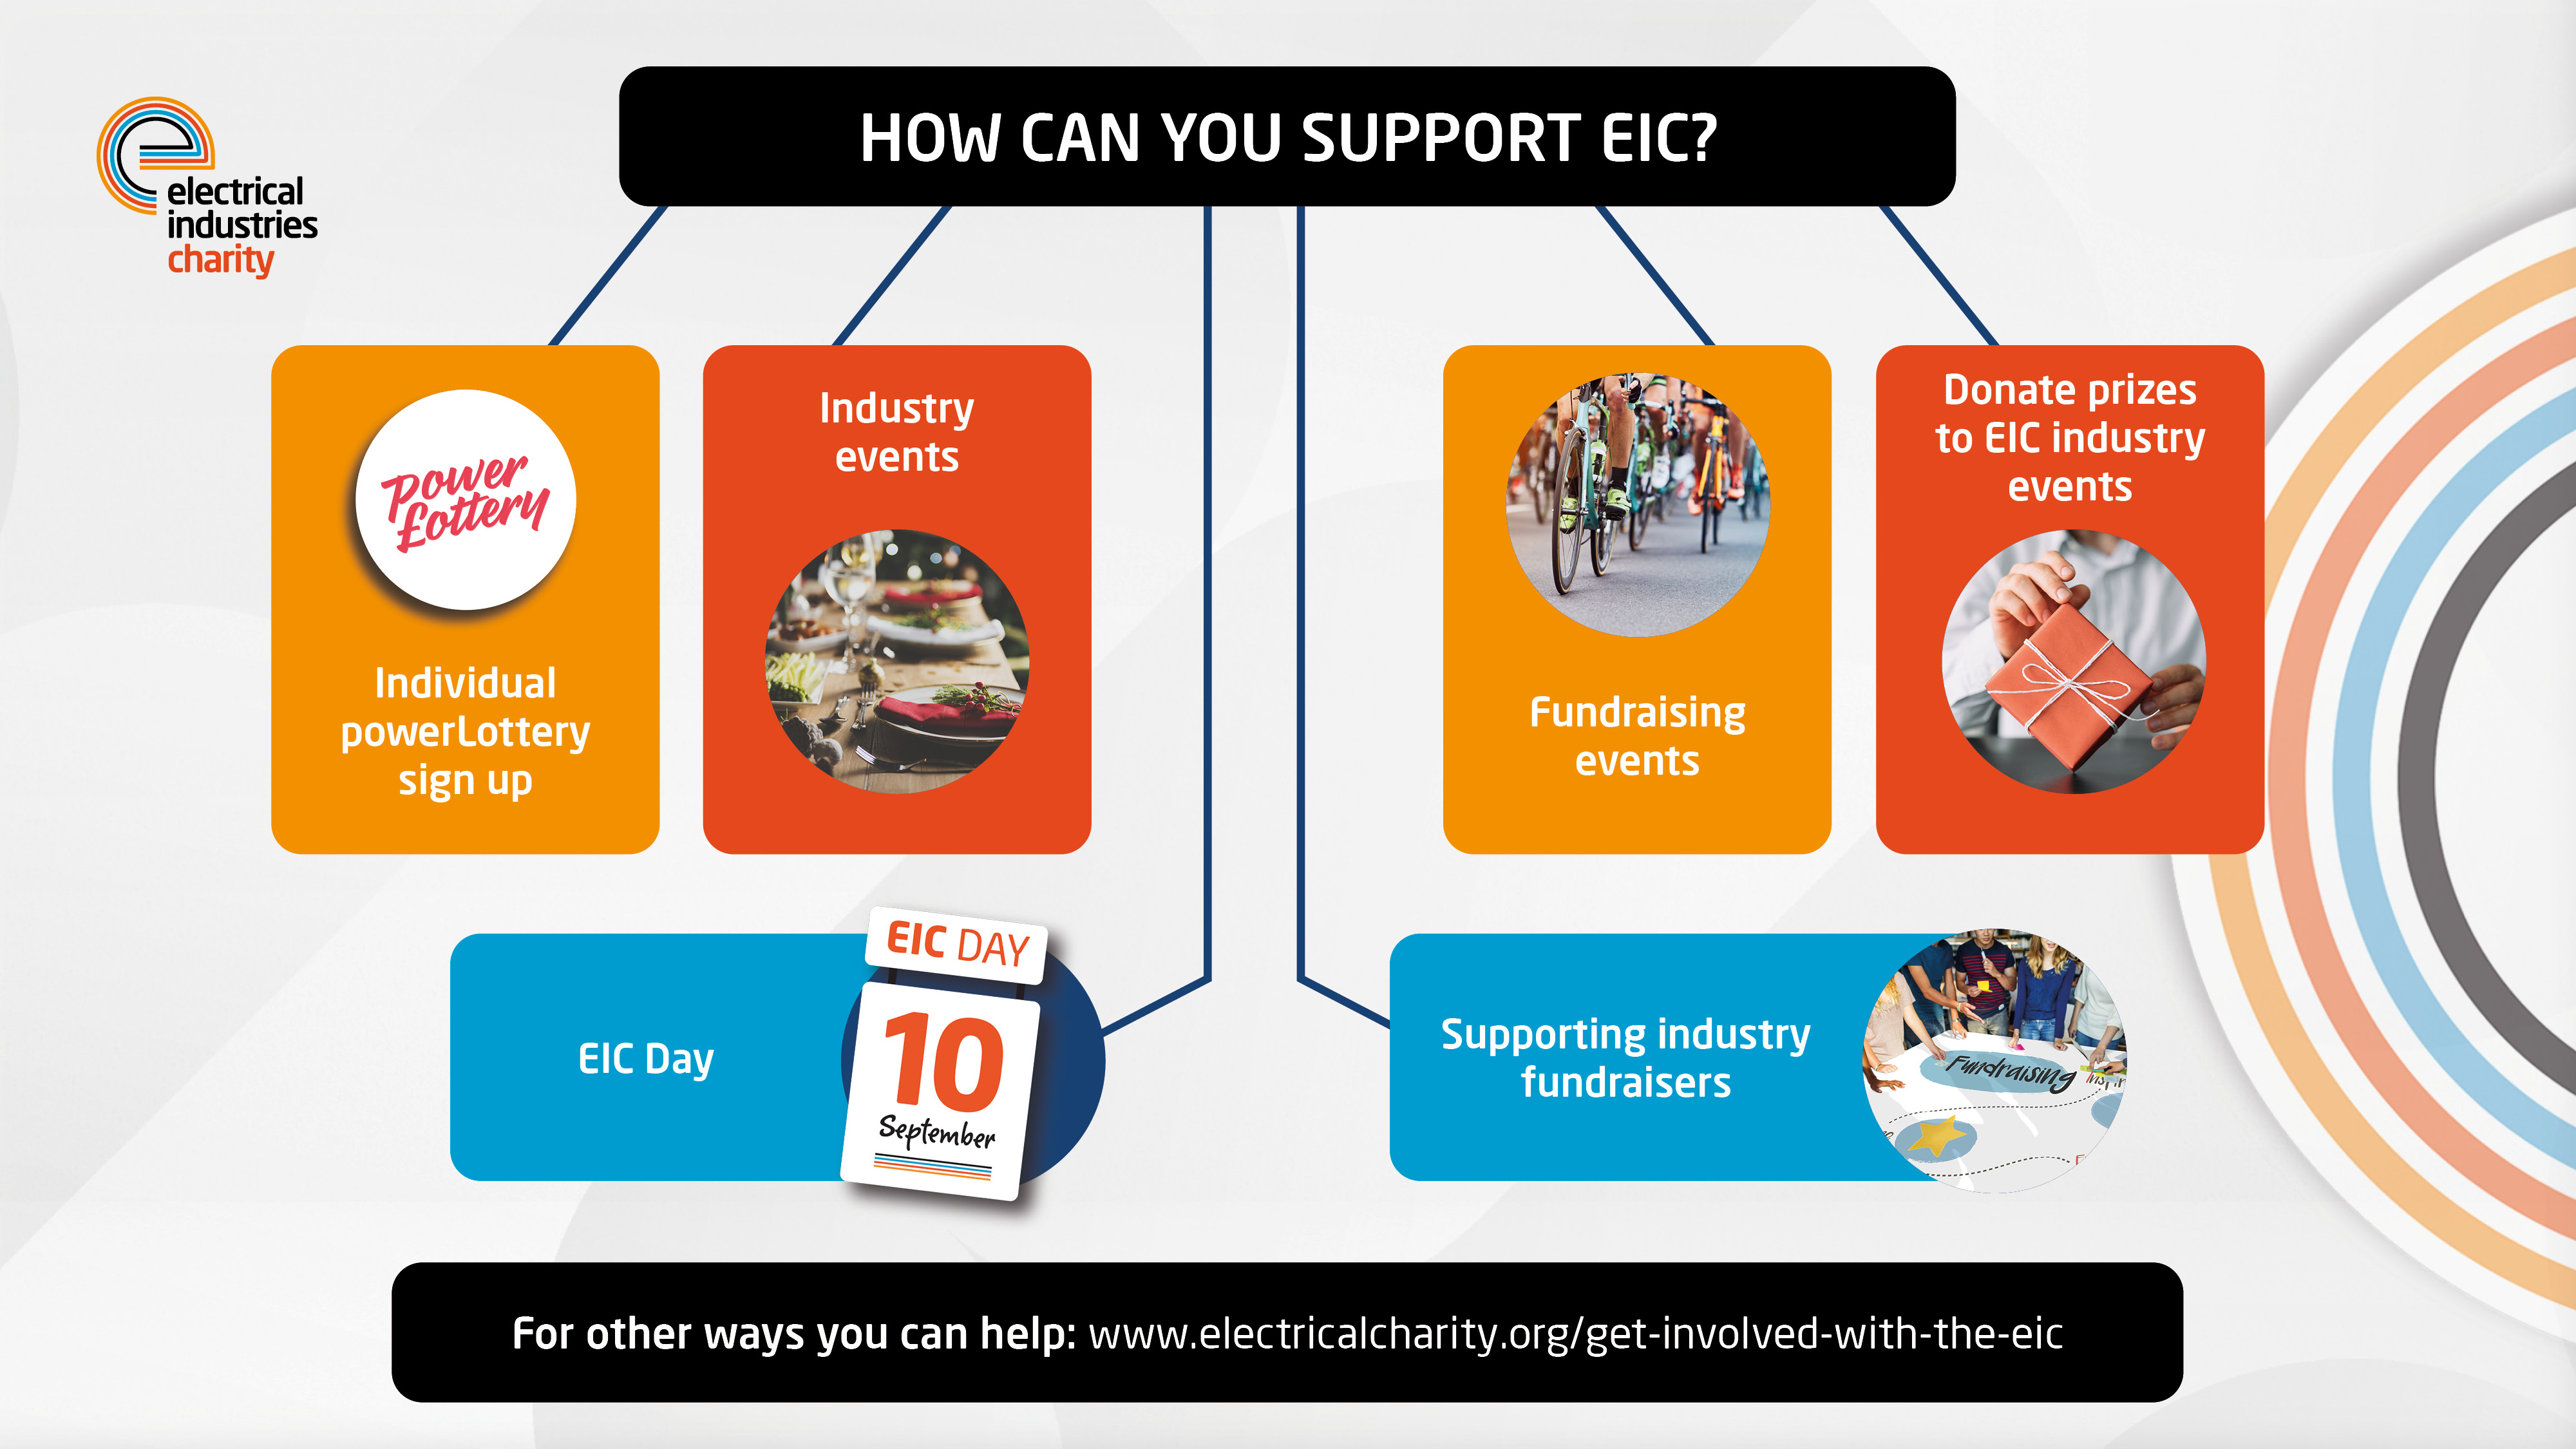 electrical
industries
charity
HOW CAN YOU SUPPORT EIC?
Power
£ottery
Individual
powerLottery
sign up
Industry
events
Fundraising
events
Donate prizes
to EIC industry
events
EIC Day
EIC DAY
10
September
Supporting industry
fundraisers
Fundraising
For other ways you can help: www.electricalcharity.org/get-involved-with-the-eic